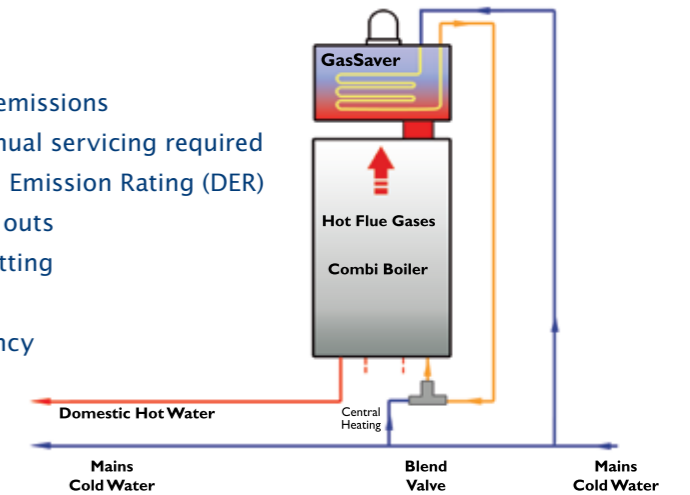 emissions
nual servicing required
Emission Rating (DER)
outs
tting
ncy
GasSaver
Hot Flue Gases
Combi Boiler
Domestic Hot Water
Central
Heating
Mains
Cold Water
Blend
Valve
Mains
Cold Water